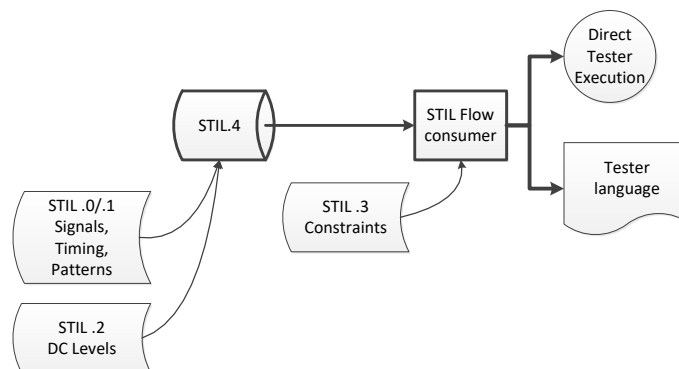 Direct
Tester
Execution
STIL.4
STIL Flow
consumer
Tester
language
STIL .0/.1
Signals,
Timing,
Patterns
STIL .3
Constraints
STIL .2
DC Levels